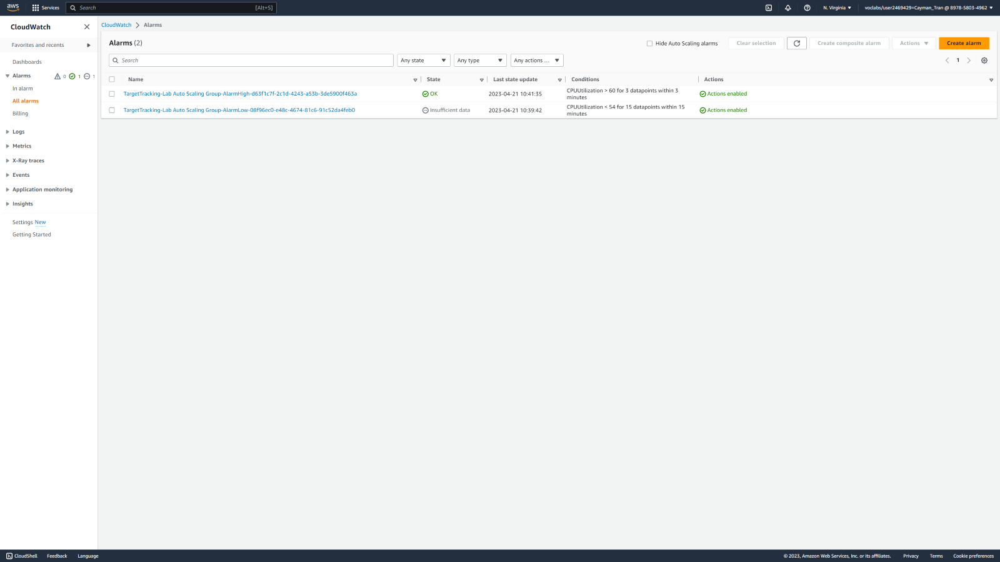 aws
Services
Search
[Alt+S]
N. Virginia
voclabs/user2469429=Cayman_Tran @ 8978-5803-4962
CloudWatch
Favorites and recents
Dashboards
Alarms 0 1 1
In alarm
All alarms
Billing
Logs
Metrics
X-Ray traces
Events
Application monitoring
Insights
Settings New
Getting Started
CloudWatch > Alarms
Alarms (2)
Hide Auto Scaling alarms
Clear selection
Create composite alarm
Actions
Create alarm
Search
Any state
Any type
Any actions ...
1
Name State Last state update Conditions Actions
TargetTracking-Lab Auto Scaling Group-AlarmHigh-d63f1c7f-2c1d-4243-a53b-3de5900f463a
OK
2023-04-21 10:41:35
CPUUtilization > 60 for 3 datapoints within 3
minutes
Actions enabled
TargetTracking-Lab Auto Scaling Group-AlarmLow-08f96ec0-e48c-4674-81c6-91c52da4feb0
Insufficient data
2023-04-21 10:39:42
CPUUtilization < 54 for 15 datapoints within 15
minutes
Actions enabled
CloudShell
Feedback
Language
© 2023, Amazon Web Services, Inc. or its affiliates.
Privacy
Terms
Cookie preferences